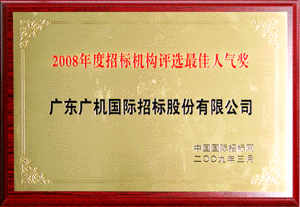 2008年度招标机构评选最佳人气奖
广东广机国际招标股份有限公司
中国国际招标网
二〇〇九年三月